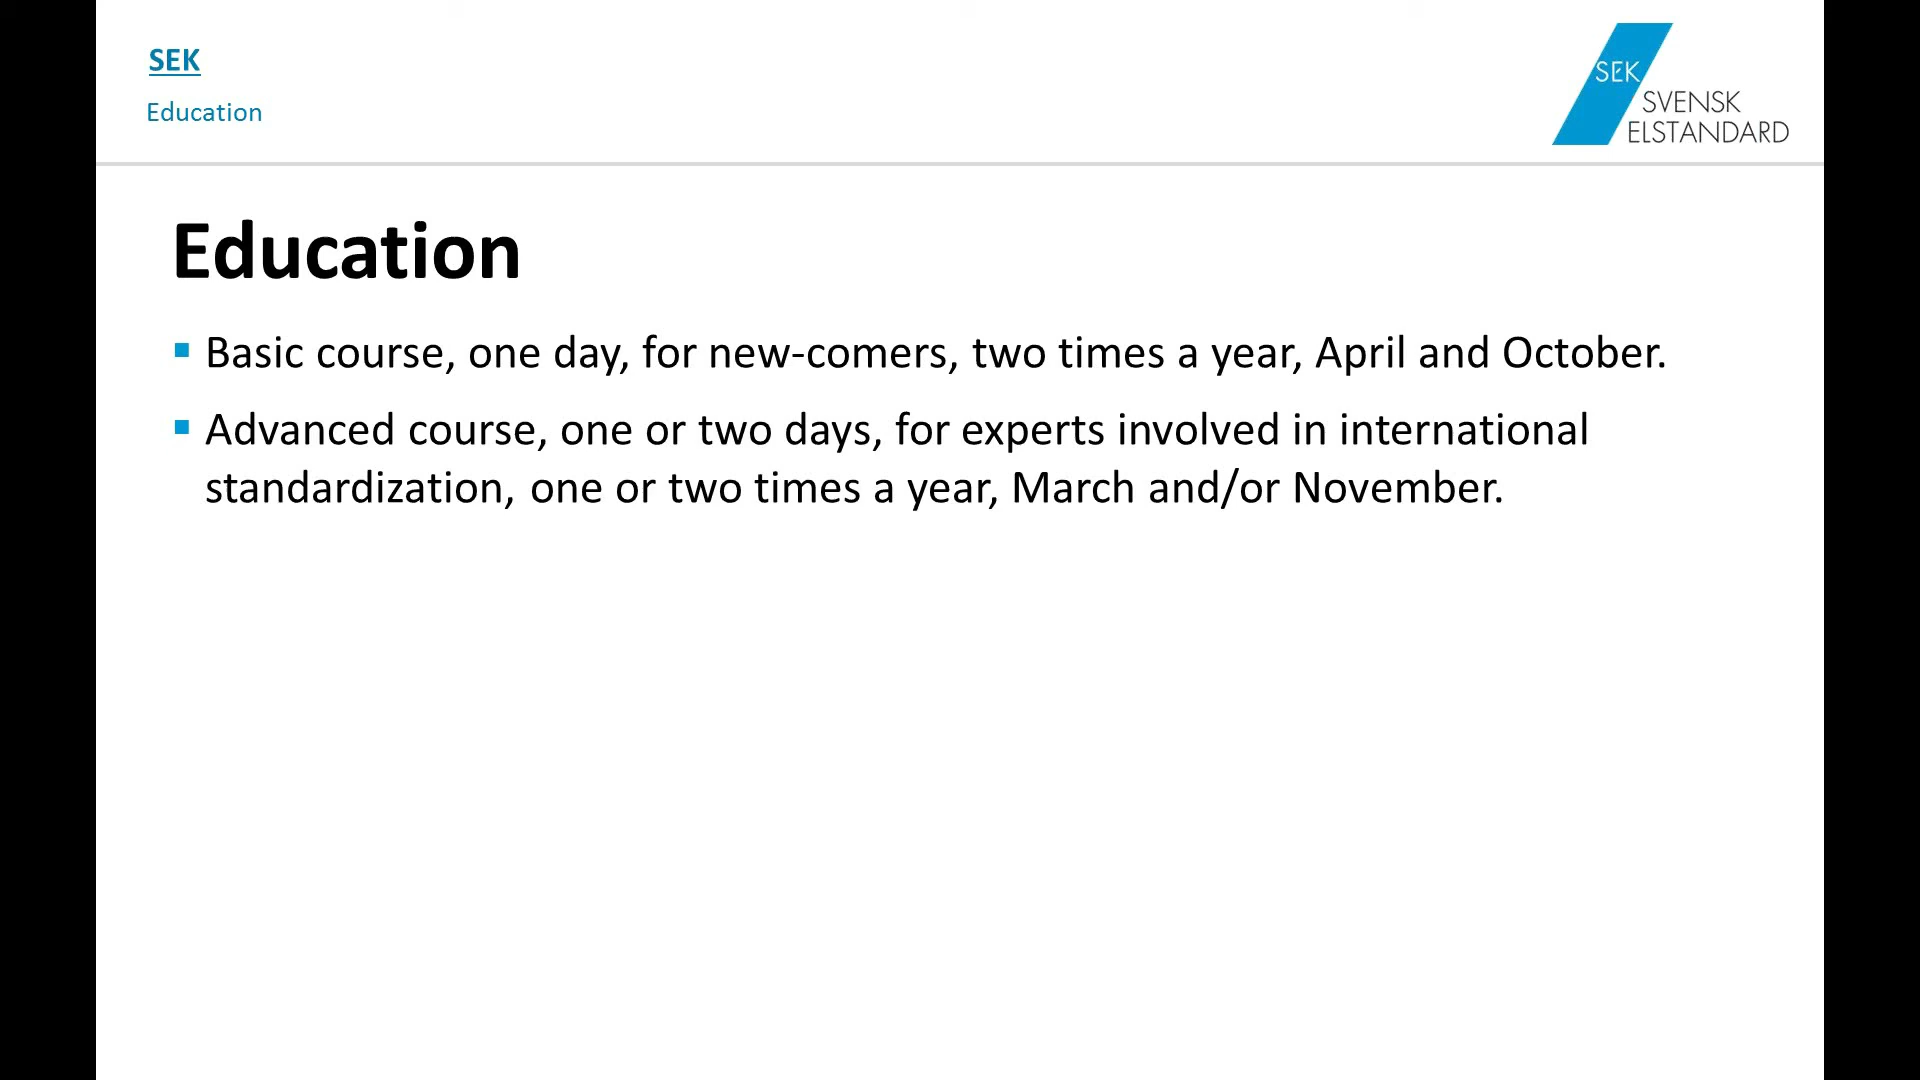 SEK
Education
SEK
SVENSK
ELSTANDARD
Education
Basic course, one day, for new-comers, two times a year, April and October.
Advanced course, one or two days, for experts involved in international
standardization, one or two times a year, March and/or November.